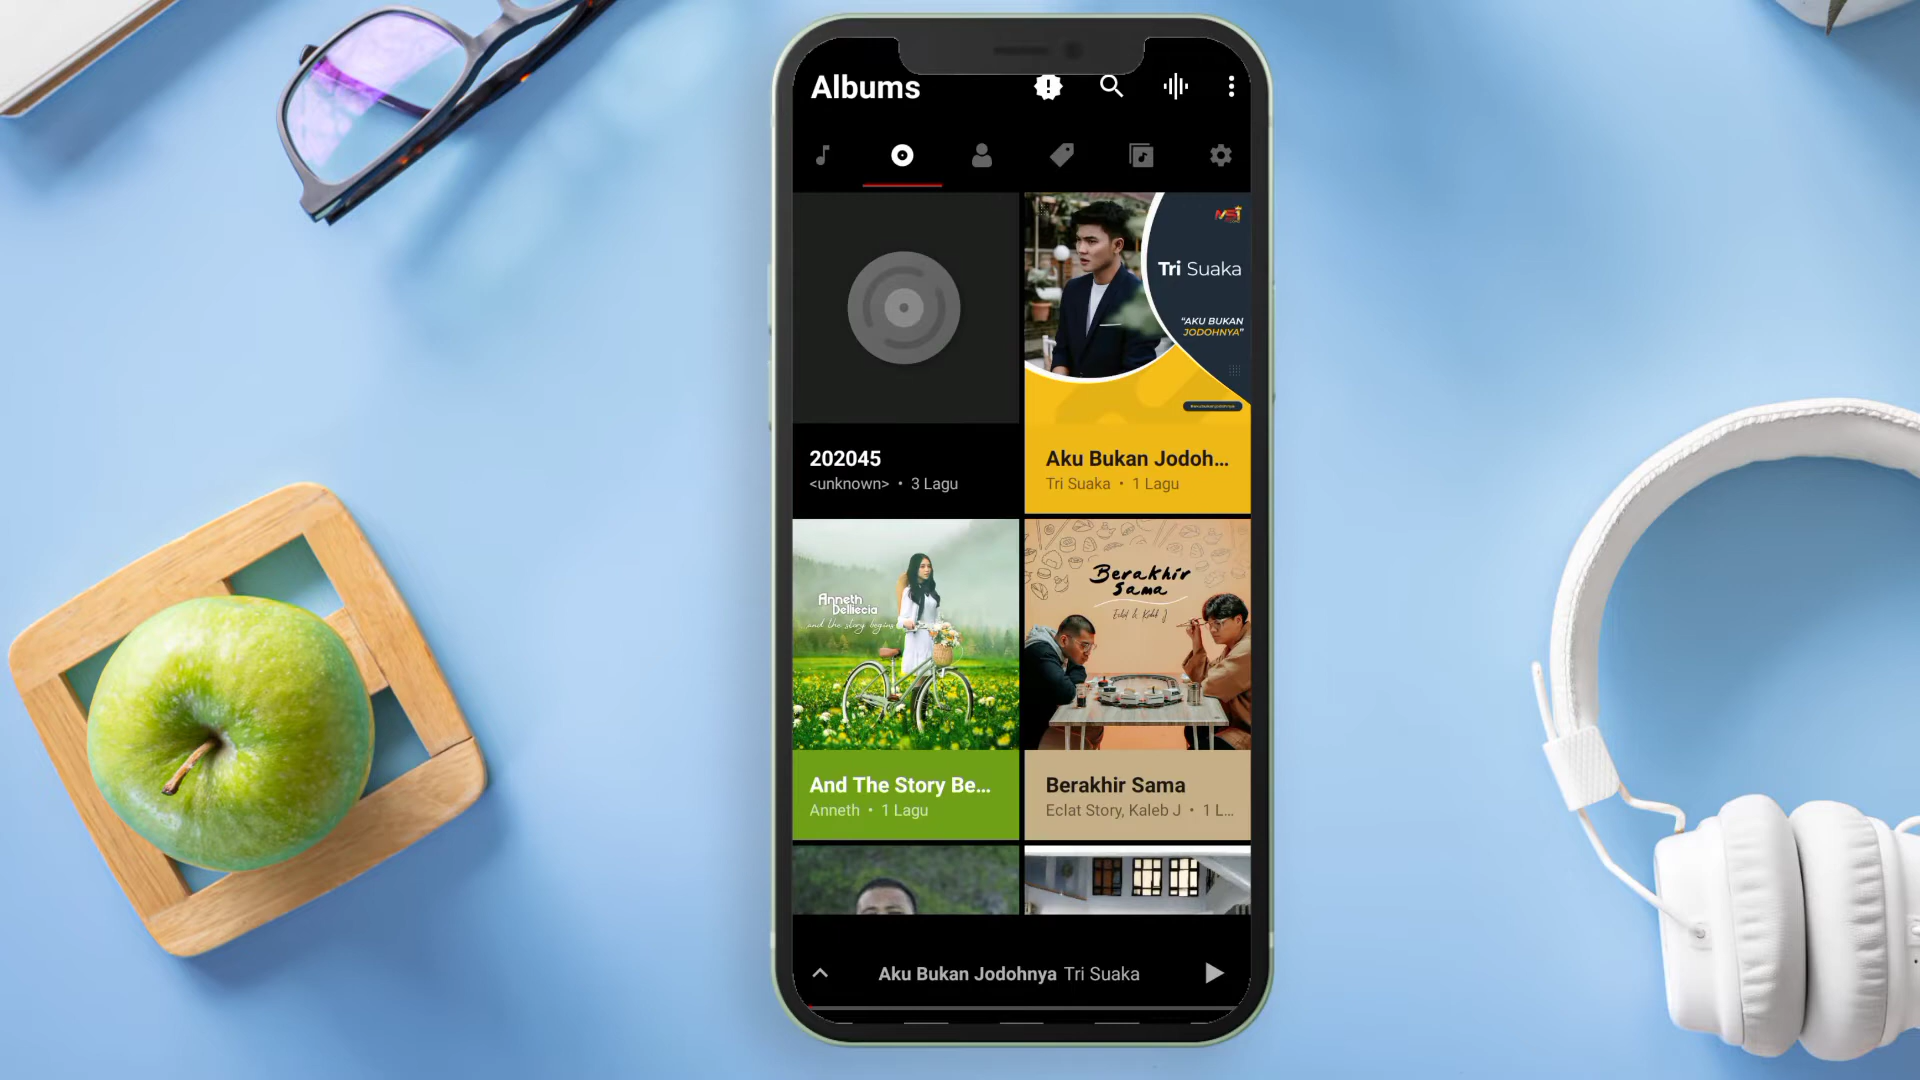 Albums
MSI
Tri Suaka
"AKU BUKAN
JODOHNYA"
202045
<unknown> • 3 Lagu
Aku Bukan Jodoh...
Tri Suaka • 1 Lagu
Anneth
Delliecia
and the story begins
Berakhir
Sama
Eclat & Kaleb J
And The Story Be...
Anneth • 1 Lagu
Berakhir Sama
Eclat Story, Kaleb J • 1 L...
Aku Bukan Jodohnya Tri Suaka